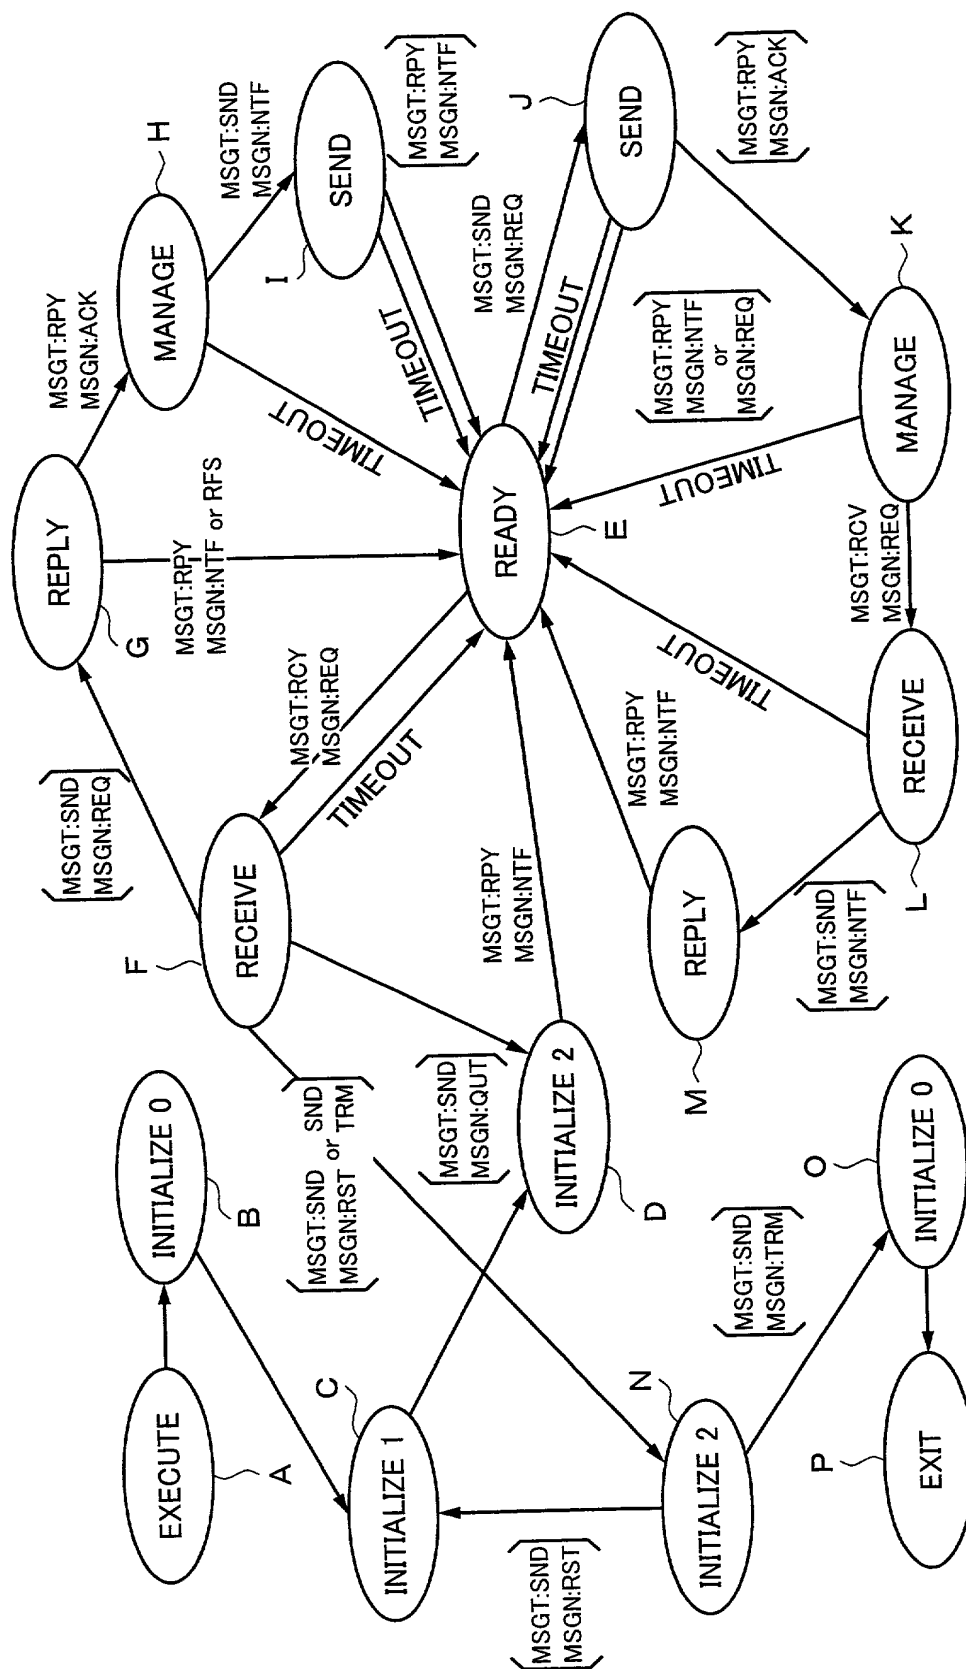 EXECUTE
A
INITIALIZE 0
B
INITIALIZE 1
C
INITIALIZE 2
D
READY
E
RECEIVE
F
REPLY
G
MANAGE
H
SEND
I
SEND
J
MANAGE
K
RECEIVE
L
REPLY
M
INITIALIZE 2
N
INITIALIZE 0
O
EXIT
P
MSGT:SND
MSGN:REQ
MSGT:RPY
MSGN:ACK
MSGT:SND
MSGN:NTF
MSGT:RPY
MSGN:NTF
MSGT:RPY
MSGN:NTF or RFS
TIMEOUT
TIMEOUT
MSGT:RCY
MSGN:REQ
TIMEOUT
MSGT:SND
MSGN:REQ
TIMEOUT
MSGT:RPY
MSGN:NTF
or
MSGN:REQ
MSGT:RPY
MSGN:ACK
TIMEOUT
MSGT:RCV
MSGN:REQ
TIMEOUT
MSGT:SND
MSGN:NTF
MSGT:RPY
MSGN:NTF
MSGT:RPY
MSGN:NTF
MSGT:SND
MSGN:QUT
MSGT:SND or SND
MSGN:RST TRM
MSGT:SND
MSGN:RST
MSGT:SND
MSGN:TRM